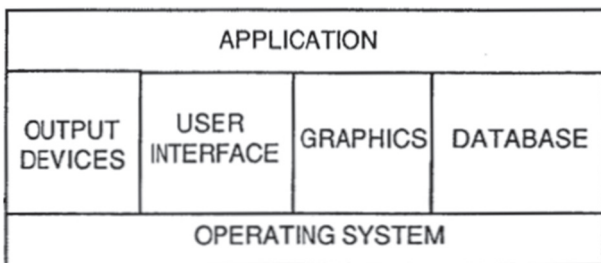 APPLICATION
OUTPUT
DEVICES
USER
INTERFACE
GRAPHICS
DATABASE
OPERATING SYSTEM